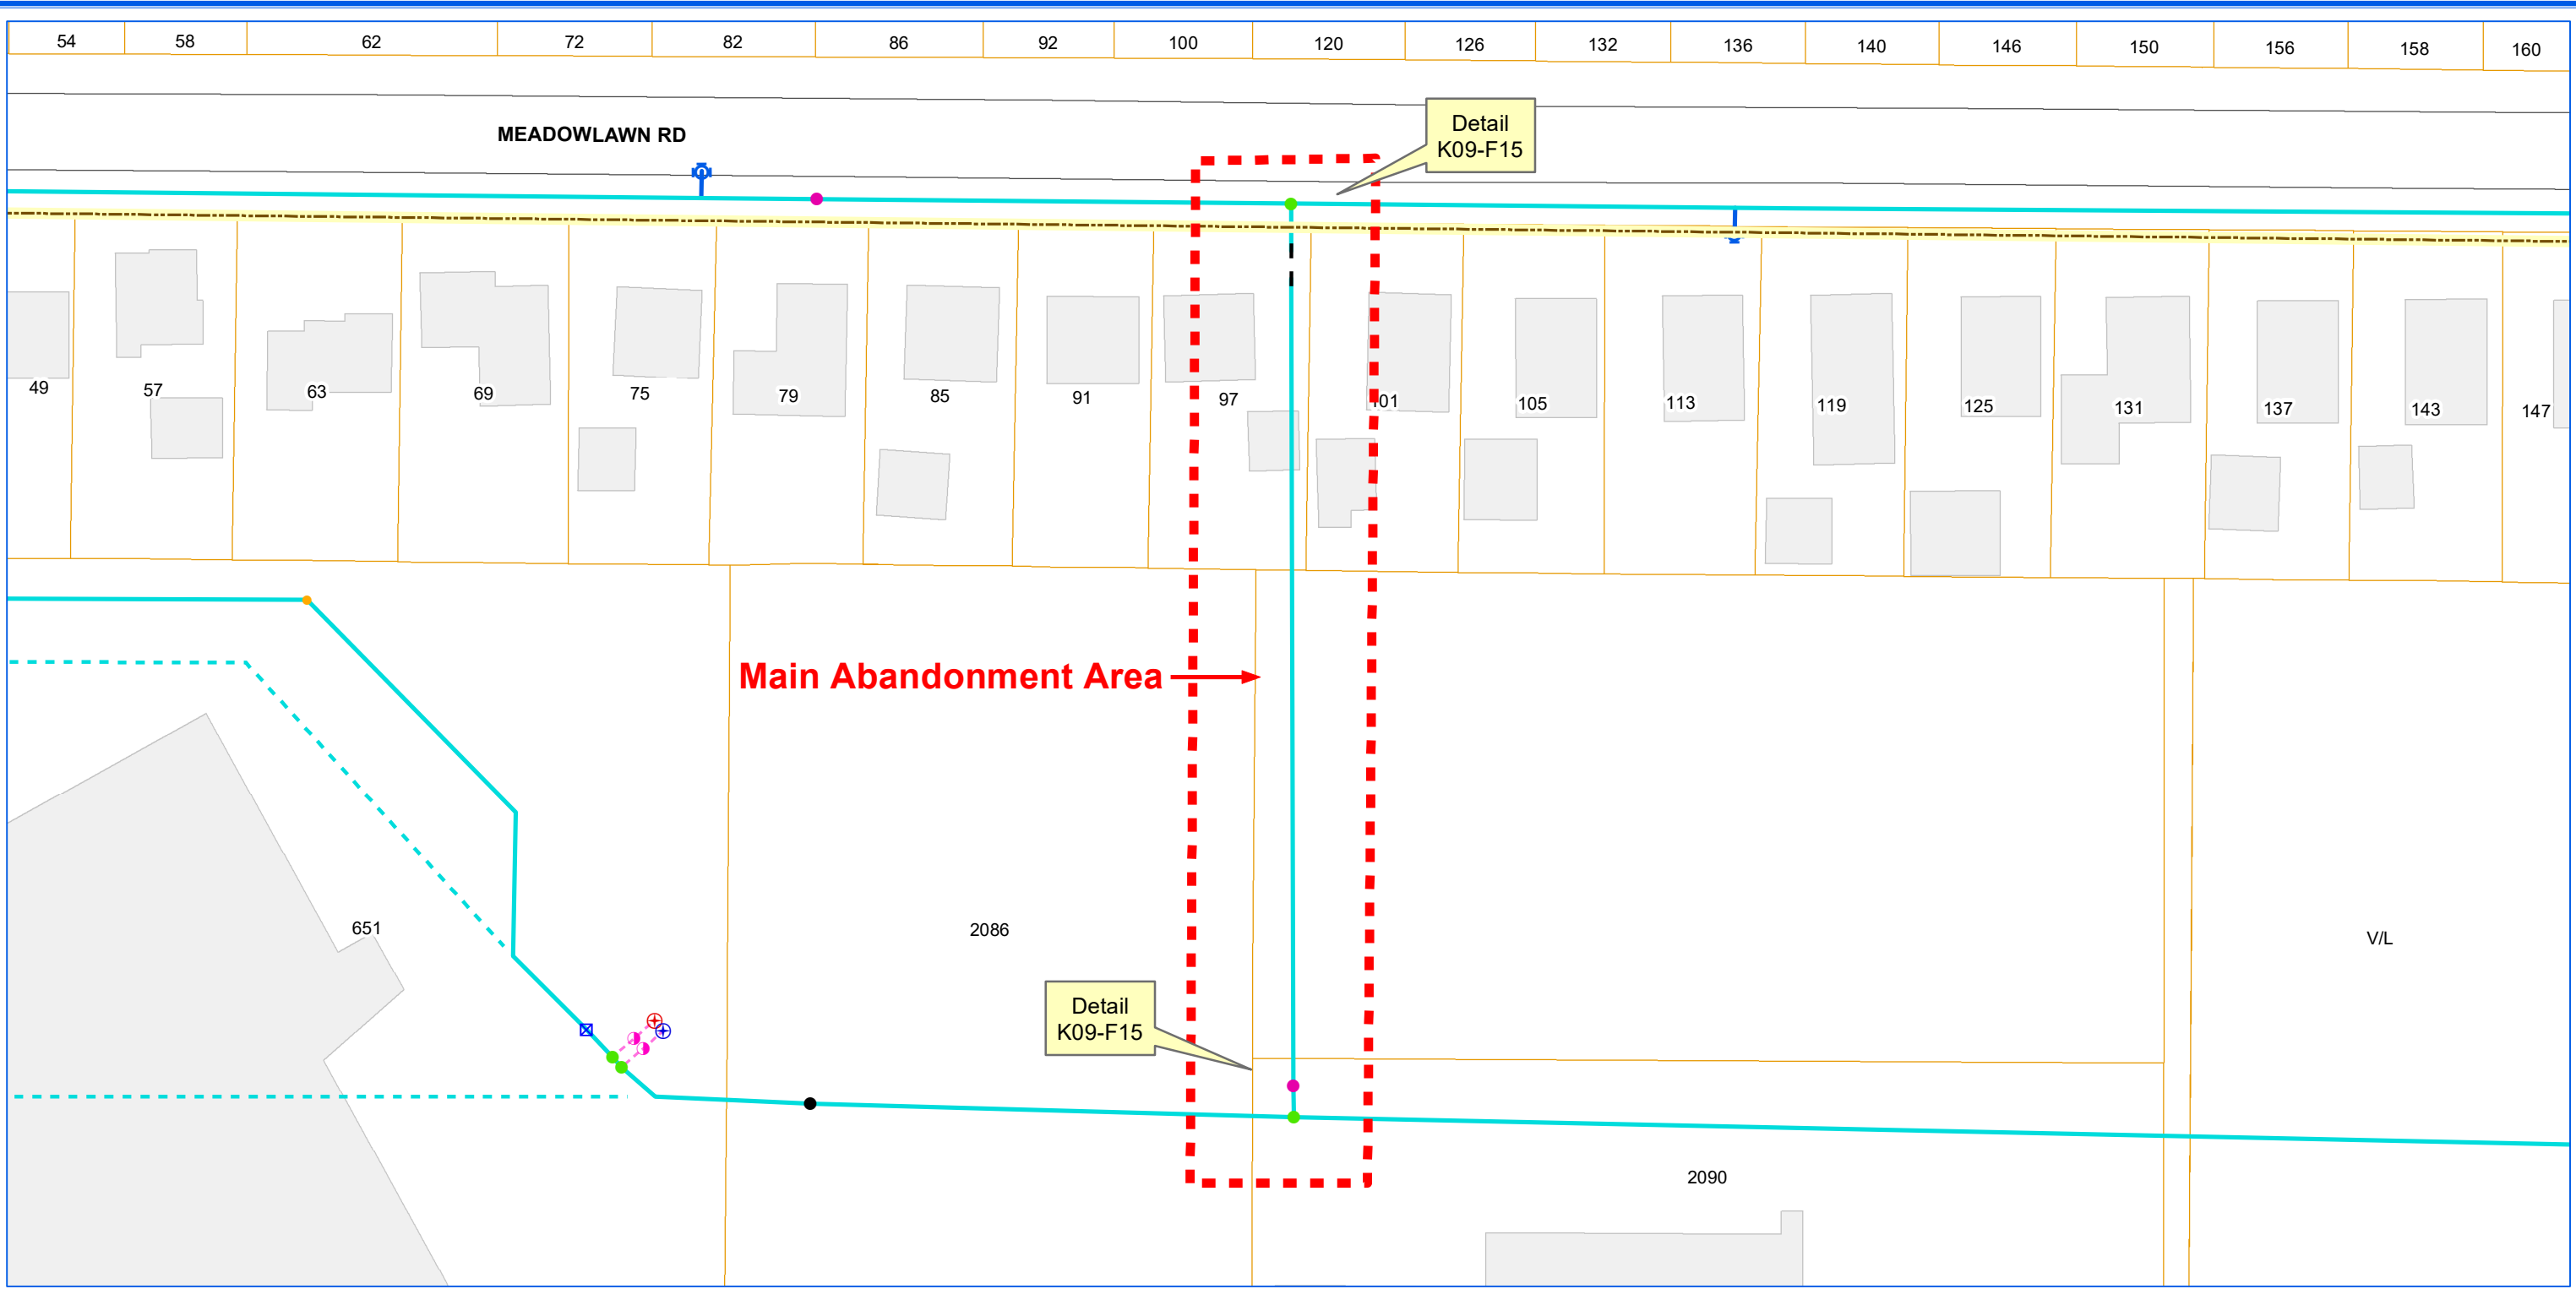 54 58 62 72 82 86 92 100 120 126 132 136 140 146 150 156 158 160
Detail
K09-F15
MEADOWLAWN RD
49 57 63 69 75 79 85 91 97 101 105 113 119 125 131 137 143 147
Main Abandonment Area
651
2086
V/L
Detail
K09-F15
2090